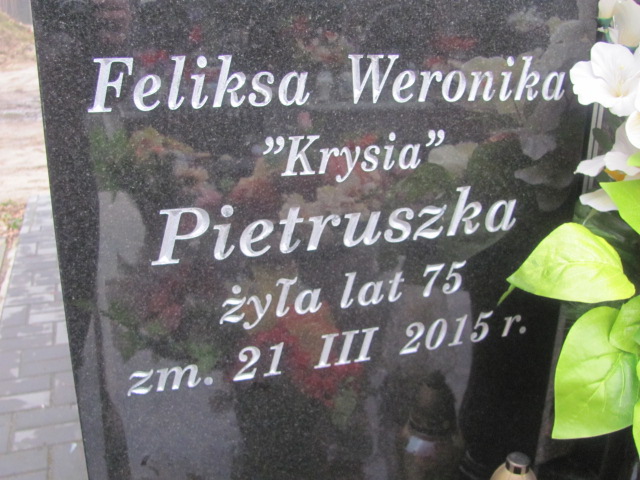 Feliksa Weronika
”Krysia”
Pietruszka
żyła lat 75
zm. 21 III 2015 r.